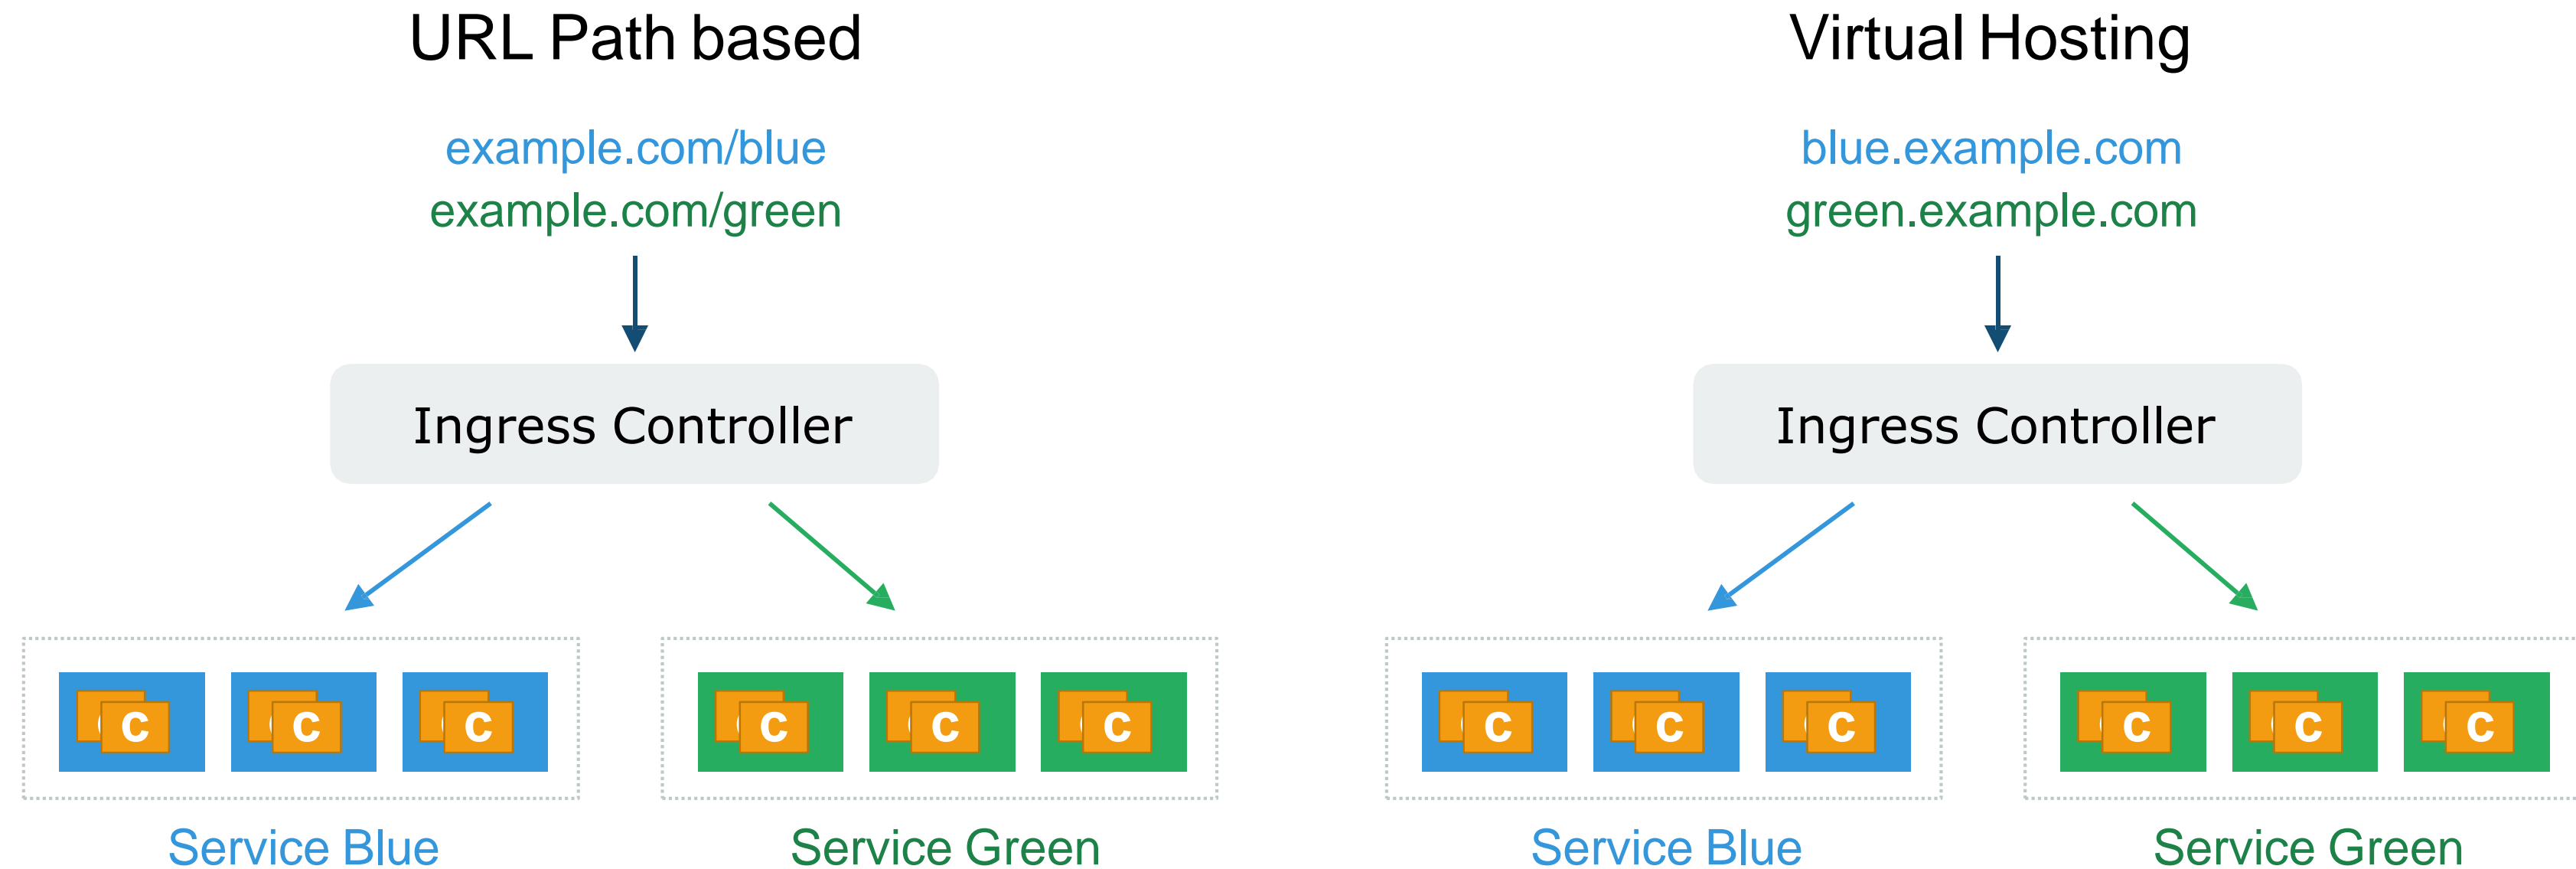 URL Path based
example.com/blue
example.com/green
Ingress Controller
C C C
C C C
Service Blue
Service Green
Virtual Hosting
blue.example.com
green.example.com
Ingress Controller
C C C
C C C
Service Blue
Service Green